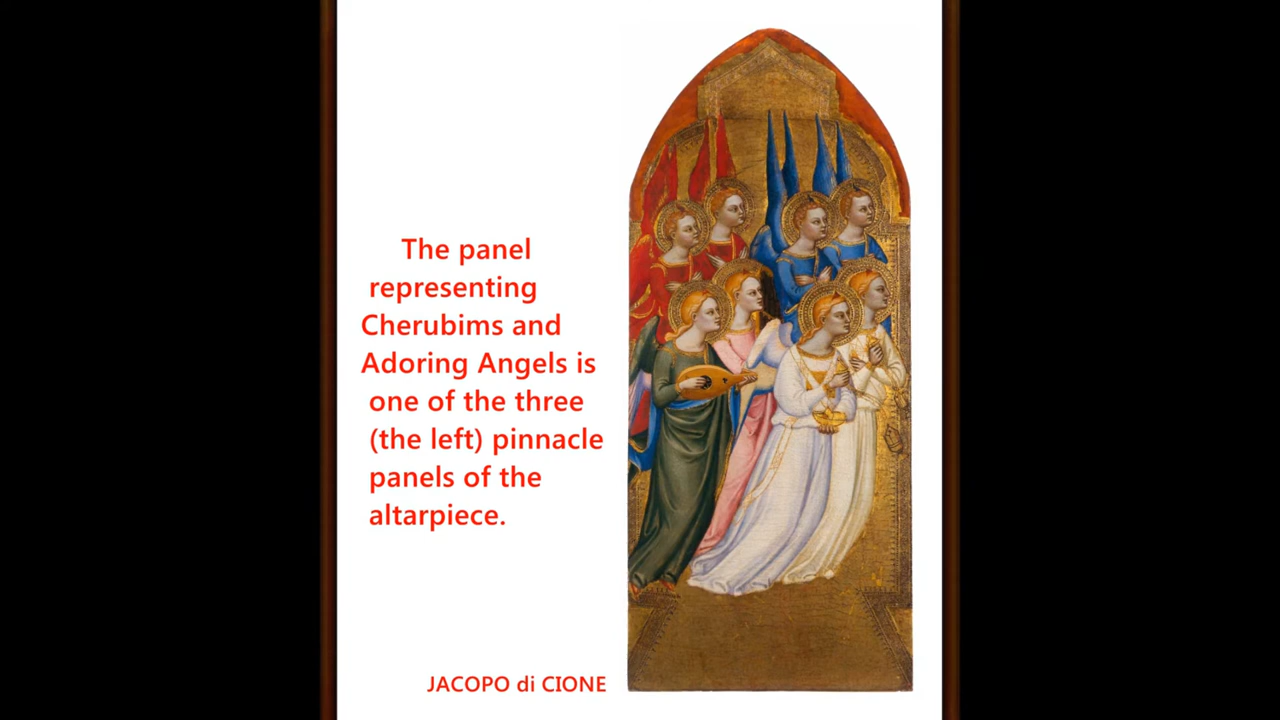 The panel
representing
Cherubims and
Adoring Angels is
one of the three
(the left) pinnacle
panels of the
altarpiece.
JACOPO di CIONE